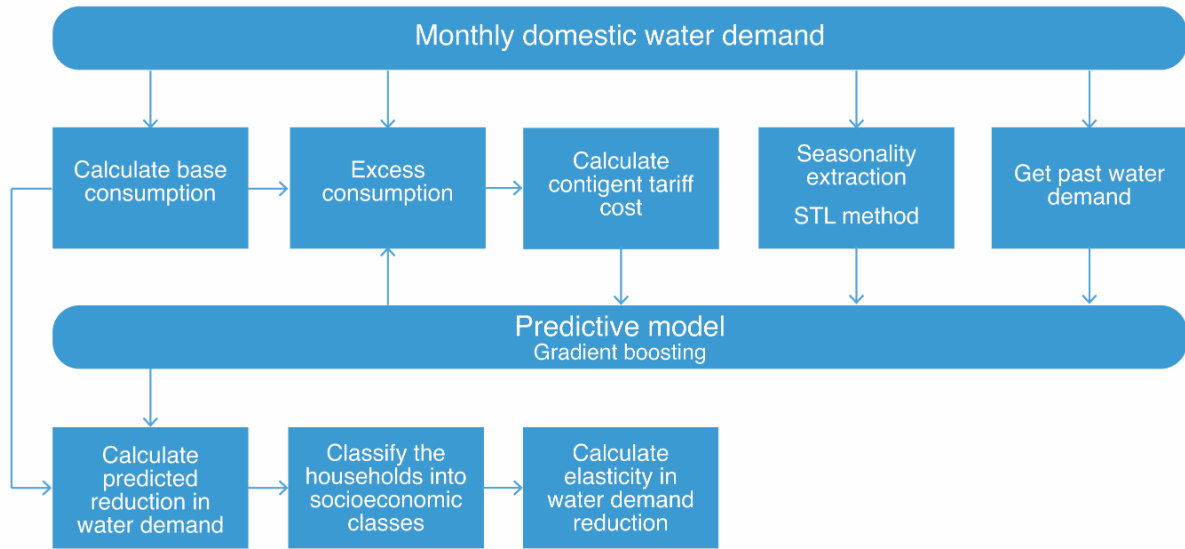 Monthly domestic water demand
Calculate base
consumption
Excess
consumption
Calculate
contigent tariff
cost
Seasonality
extraction
STL method
Get past water
demand
Predictive model
Gradient boosting
Calculate
predicted
reduction in
water demand
Classify the
households into
socioeconomic
classes
Calculate
elasticity in
water demand
reduction